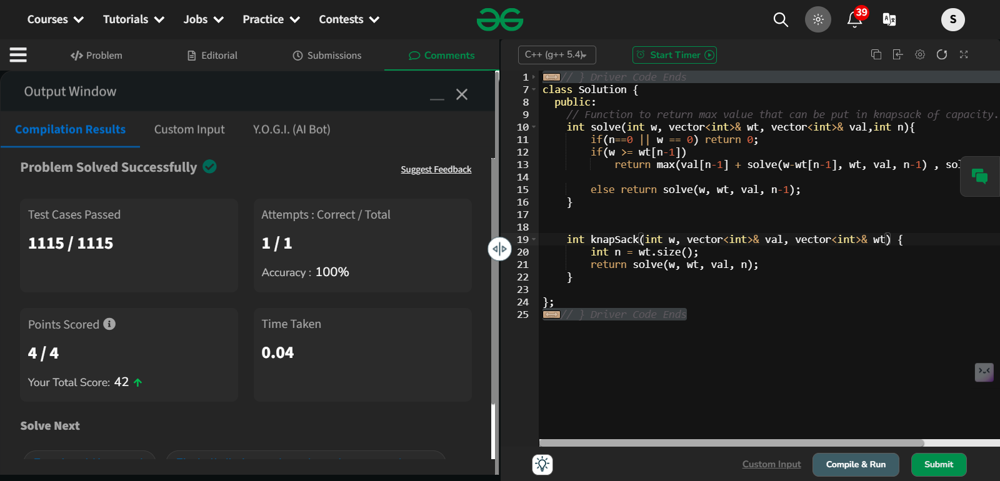 Courses Tutorials Jobs Practice Contests 39 S
Problem Editorial Submissions Comments
Output Window
Compilation Results Custom Input Y.O.G.I. (AI Bot)
Problem Solved Successfully
Suggest Feedback
Test Cases Passed
1115 / 1115
Attempts : Correct / Total
1 / 1
Accuracy : 100%
Points Scored
4 / 4
Your Total Score: 42
Time Taken
0.04
Solve Next
C++ (g++ 5.4) Start Timer
1 // } Driver Code Ends
7 class Solution {
8 public:
9 // Function to return max value that can be put in knapsack of capacity.
10 int solve(int w, vector<int>& wt, vector<int>& val,int n){
11 if(n==0 || w == 0) return 0;
12 if(w >= wt[n-1])
13 return max(val[n-1] + solve(w-wt[n-1], wt, val, n-1) , sol
14
15 else return solve(w, wt, val, n-1);
16 }
17
18
19 int knapSack(int w, vector<int>& val, vector<int>& wt) {
20 int n = wt.size();
21 return solve(w, wt, val, n);
22 }
23
24 };
25 // } Driver Code Ends
Custom Input Compile & Run Submit